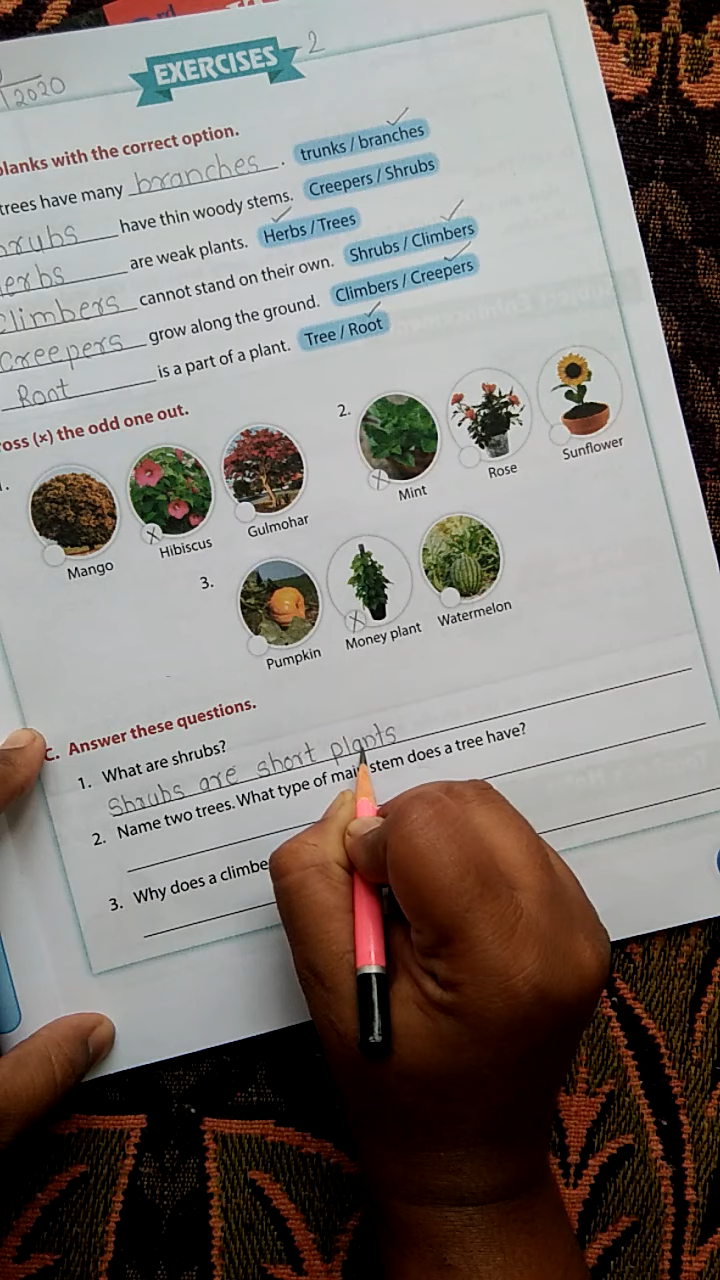 EXERCISES 2
2020
blanks with the correct option.
trees have many branches. trunks / branches
hrubs have thin woody stems. Creepers / Shrubs
erbs are weak plants. Herbs / Trees
Climbers cannot stand on their own. Shrubs / Climbers
Creepers grow along the ground. Climbers / Creepers
Root is a part of a plant. Tree / Root
ross (×) the odd one out.
Mango Hibiscus Gulmohar
2. Mint Rose Sunflower
3. Pumpkin Money plant Watermelon
C. Answer these questions.
1. What are shrubs?
Shrubs are short plants
2. Name two trees. What type of main stem does a tree have?
3. Why does a climbe